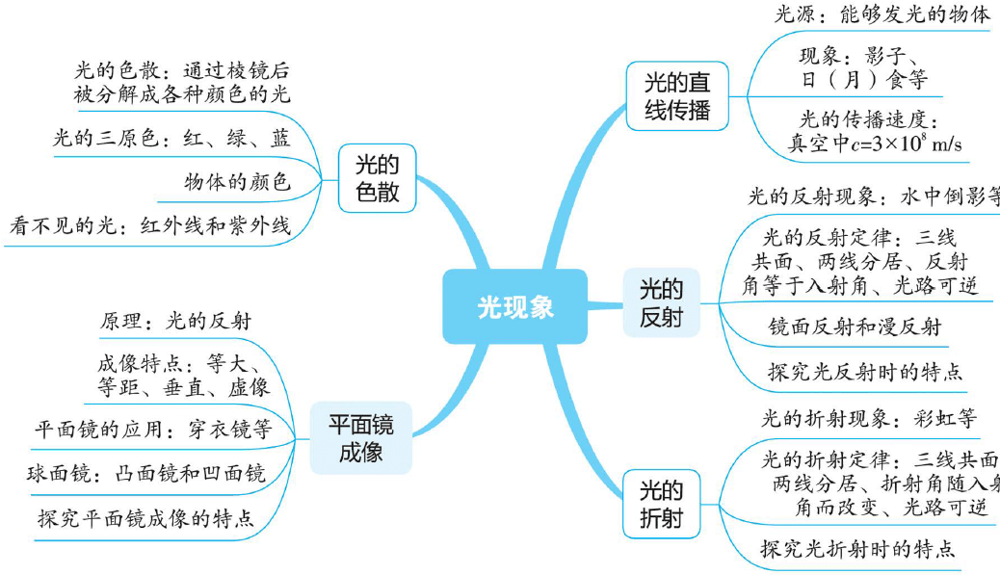 光现象
光的直
线传播
光源：能够发光的物体
现象：影子、
日（月）食等
光的传播速度：
真空中c=3×10⁸ m/s
光的
反射
光的反射现象：水中倒影等
光的反射定律：三线
共面、两线分居、反射
角等于入射角、光路可逆
镜面反射和漫反射
探究光反射时的特点
光的
折射
光的折射现象：彩虹等
光的折射定律：三线共面
两线分居、折射角随入射
角而改变、光路可逆
探究光折射时的特点
光的
色散
光的色散：通过棱镜后
被分解成各种颜色的光
光的三原色：红、绿、蓝
物体的颜色
看不见的光：红外线和紫外线
平面镜
成像
原理：光的反射
成像特点：等大、
等距、垂直、虚像
平面镜的应用：穿衣镜等
球面镜：凸面镜和凹面镜
探究平面镜成像的特点